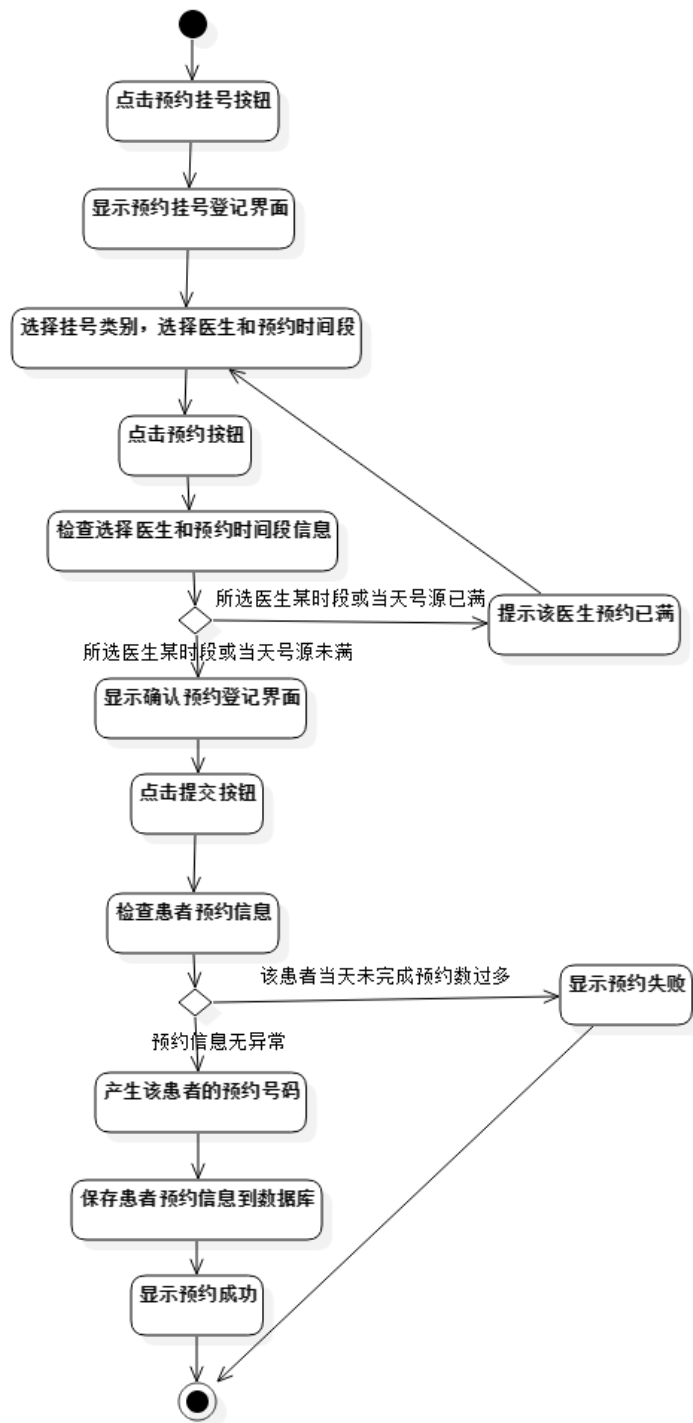 点击预约挂号按钮
显示预约挂号登记界面
选择挂号类别，选择医生和预约时间段
点击预约按钮
检查选择医生和预约时间段信息
所选医生某时段或当天号源已满
提示该医生预约已满
所选医生某时段或当天号源未满
显示确认预约登记界面
点击提交按钮
检查患者预约信息
该患者当天未完成预约数过多
显示预约失败
预约信息无异常
产生该患者的预约号码
保存患者预约信息到数据库
显示预约成功